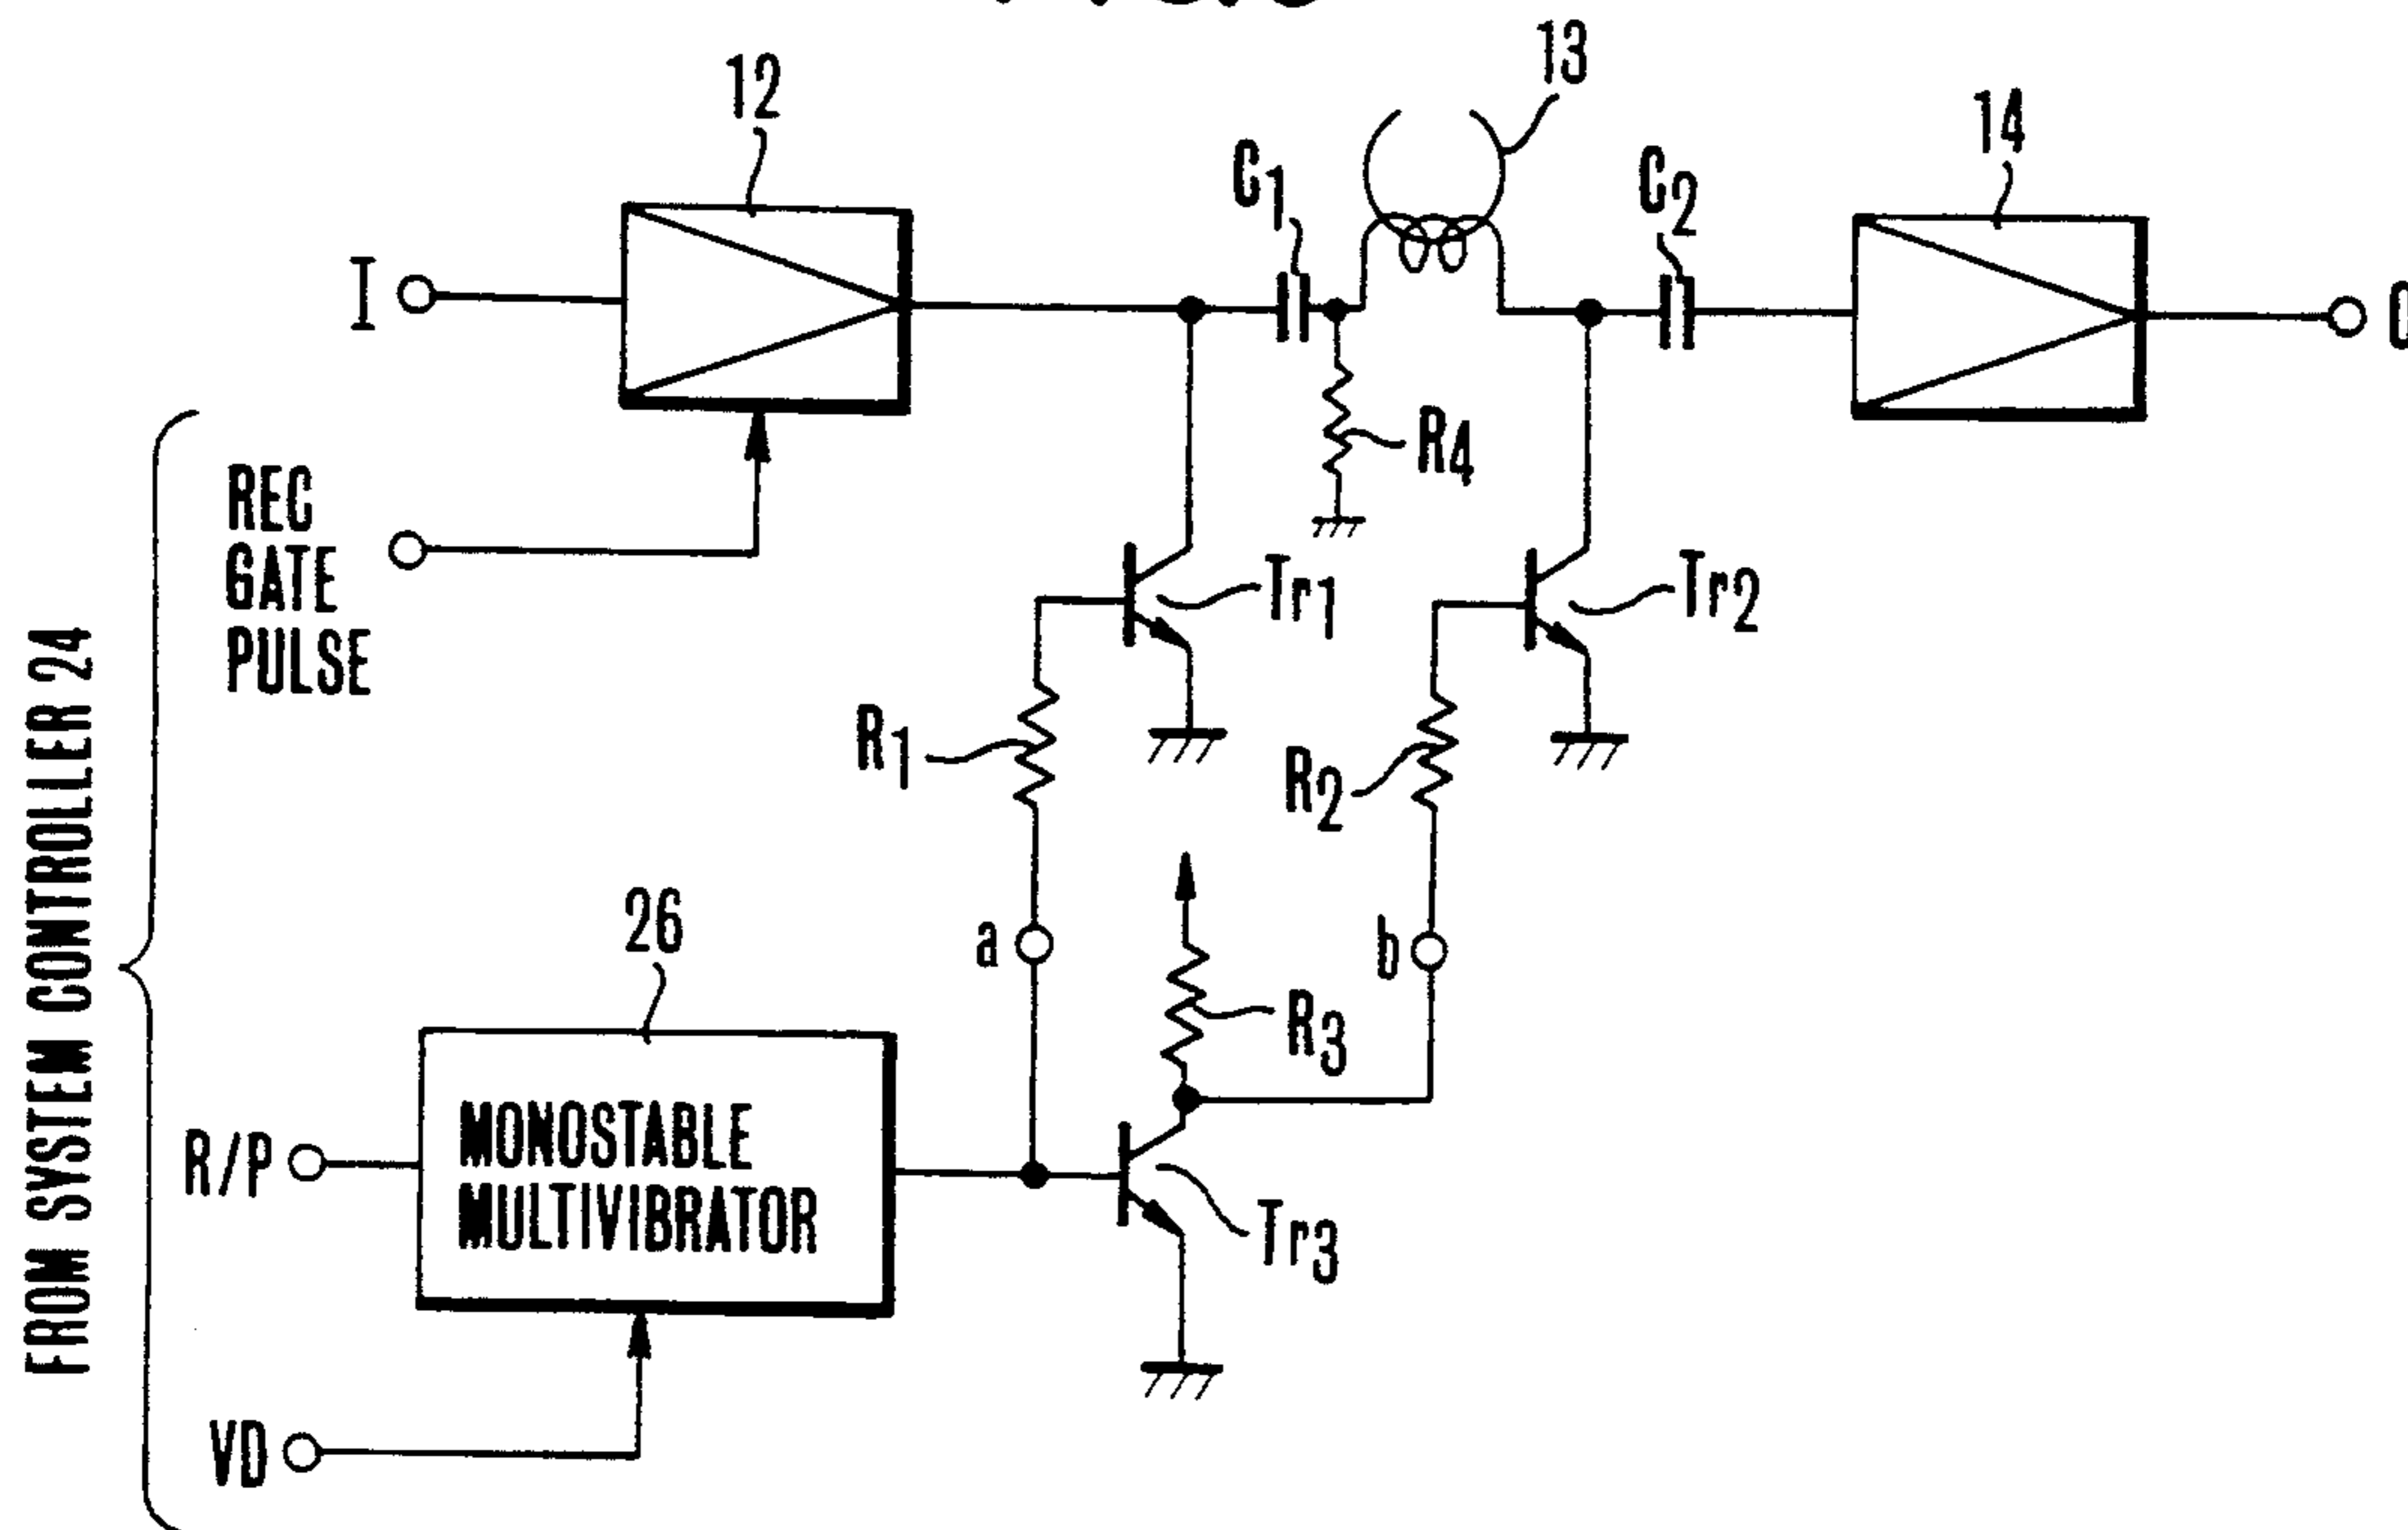 12
13
14
C1
C2
I
R4
REC
GATE
PULSE
Tr1
Tr2
R1
R2
FROM SYSTEM CONTROLLER 24
26
a
b
R3
MONOSTABLE
MULTIVIBRATOR
R/P
Tr3
VD